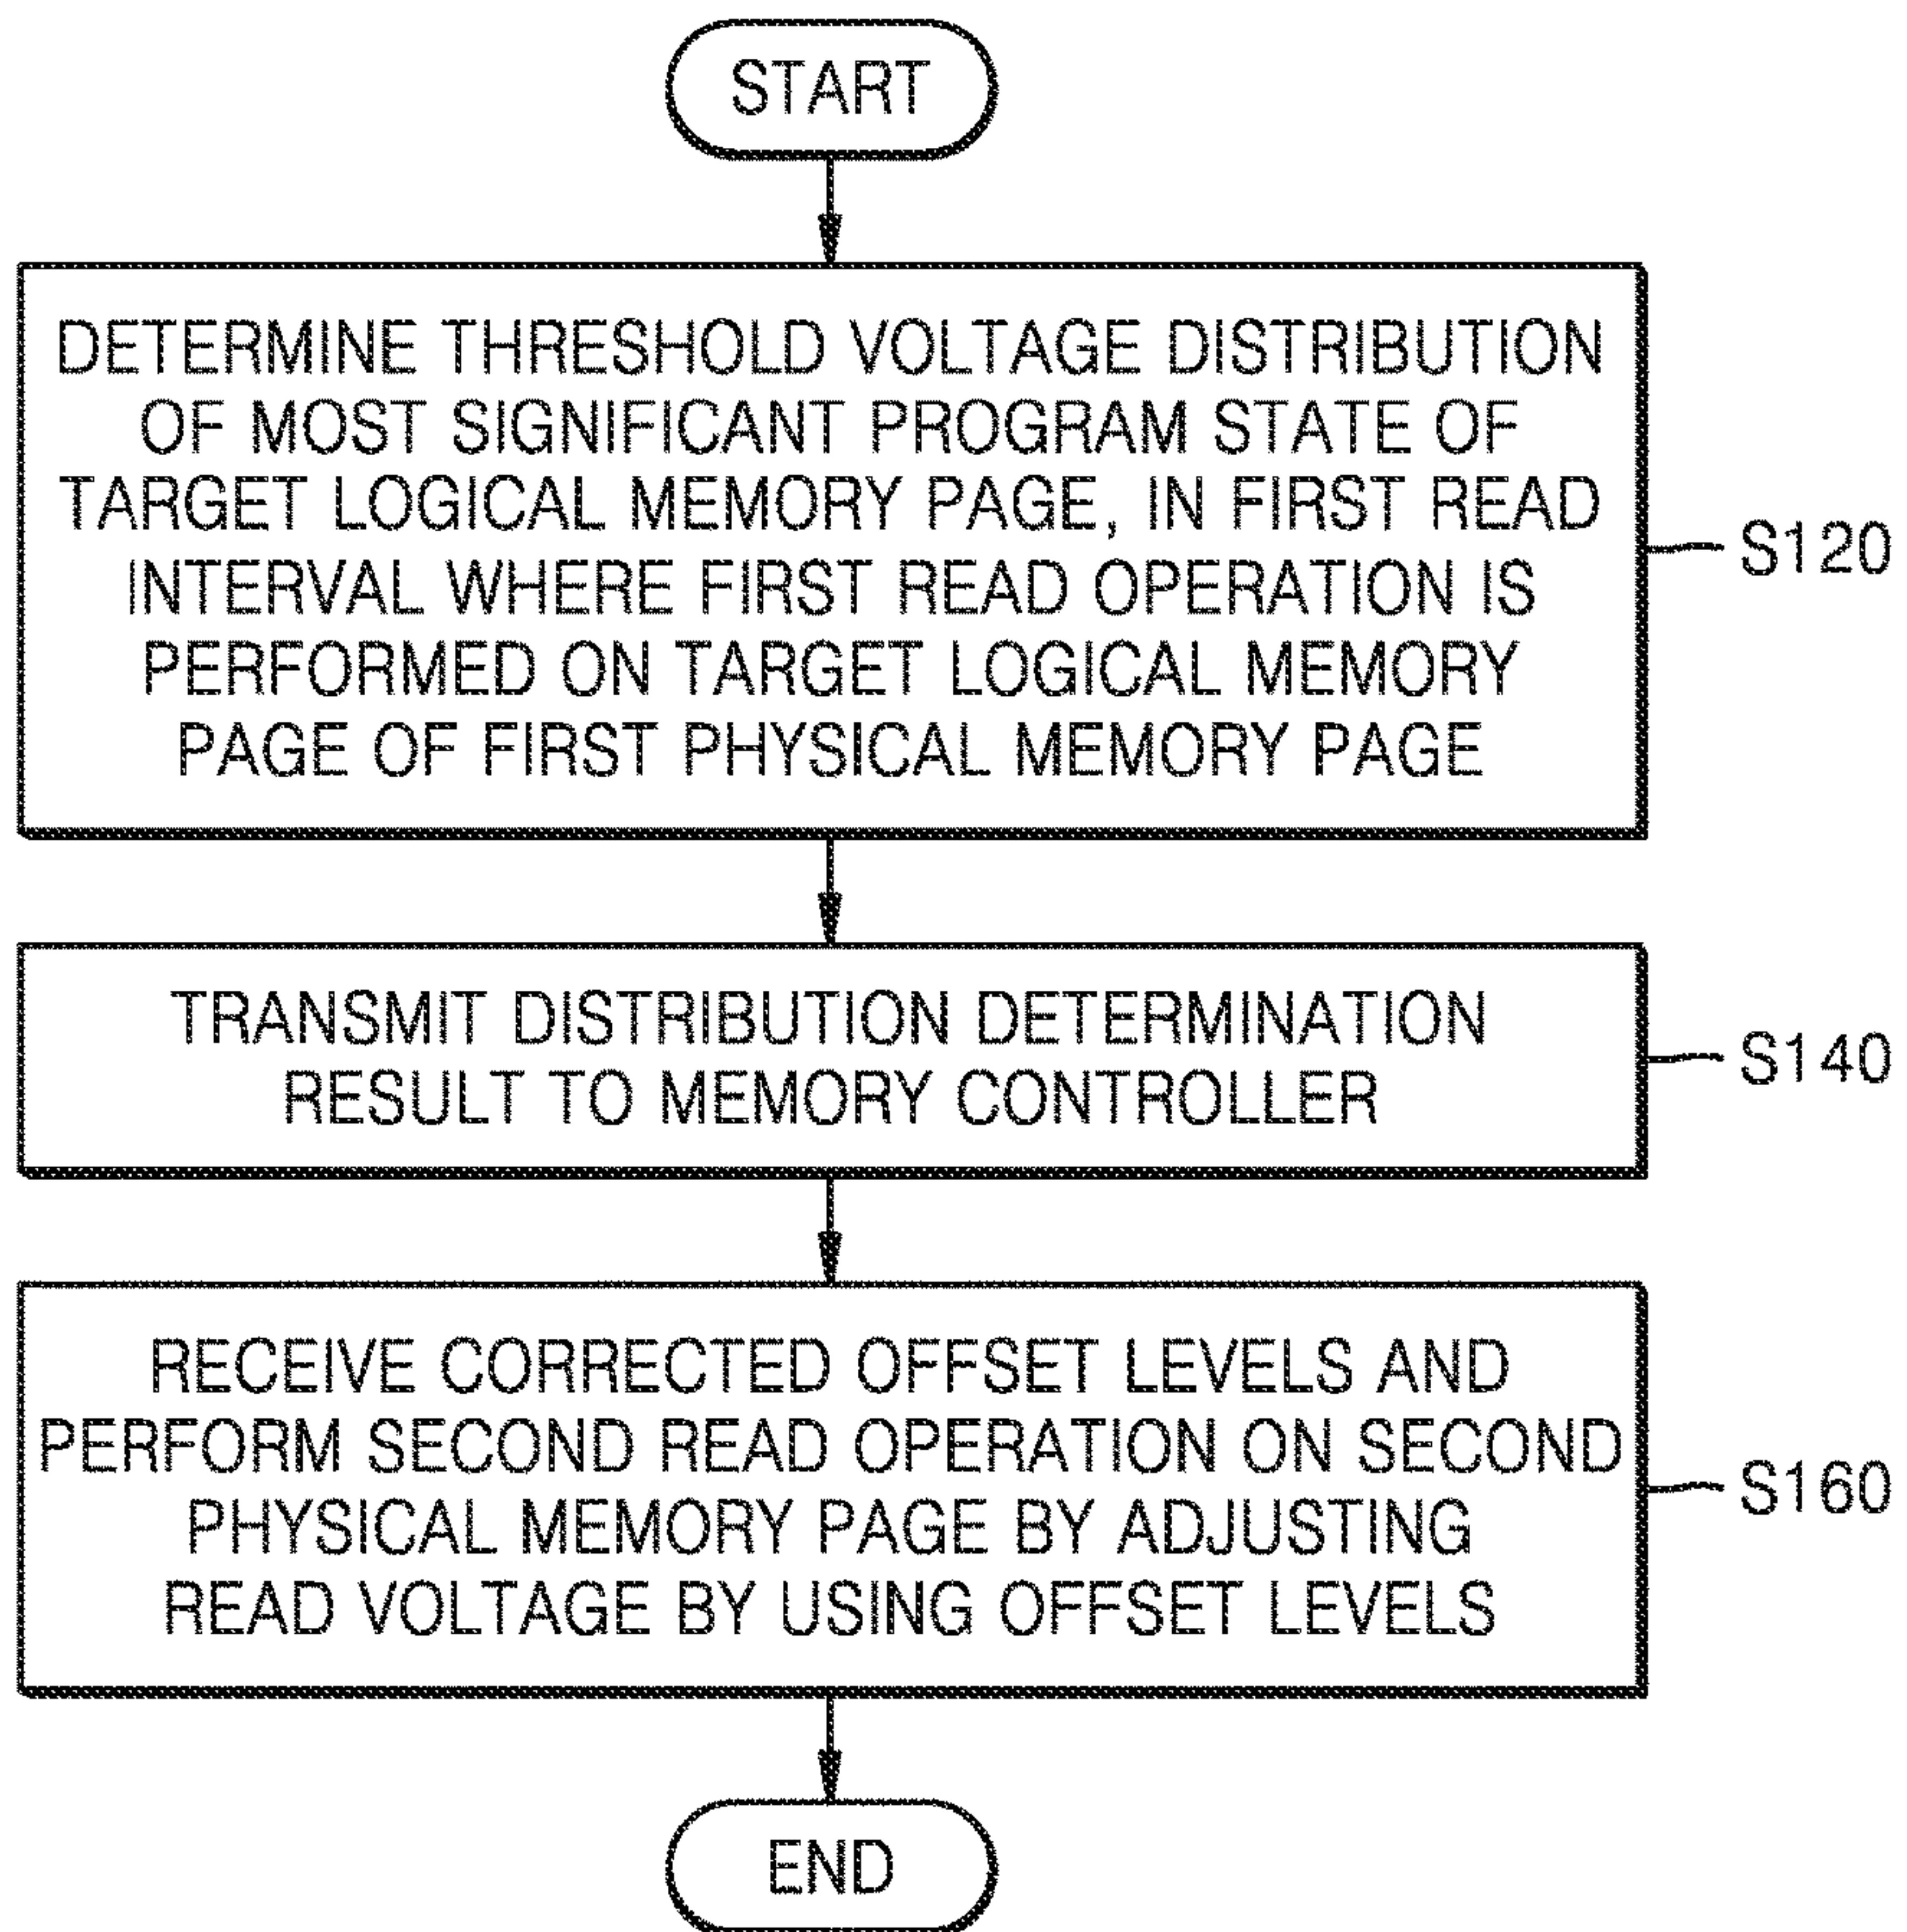 START
DETERMINE THRESHOLD VOLTAGE DISTRIBUTION
OF MOST SIGNIFICANT PROGRAM STATE OF
TARGET LOGICAL MEMORY PAGE, IN FIRST READ
INTERVAL WHERE FIRST READ OPERATION IS
PERFORMED ON TARGET LOGICAL MEMORY
PAGE OF FIRST PHYSICAL MEMORY PAGE
S120
TRANSMIT DISTRIBUTION DETERMINATION
RESULT TO MEMORY CONTROLLER
S140
RECEIVE CORRECTED OFFSET LEVELS AND
PERFORM SECOND READ OPERATION ON SECOND
PHYSICAL MEMORY PAGE BY ADJUSTING
READ VOLTAGE BY USING OFFSET LEVELS
S160
END